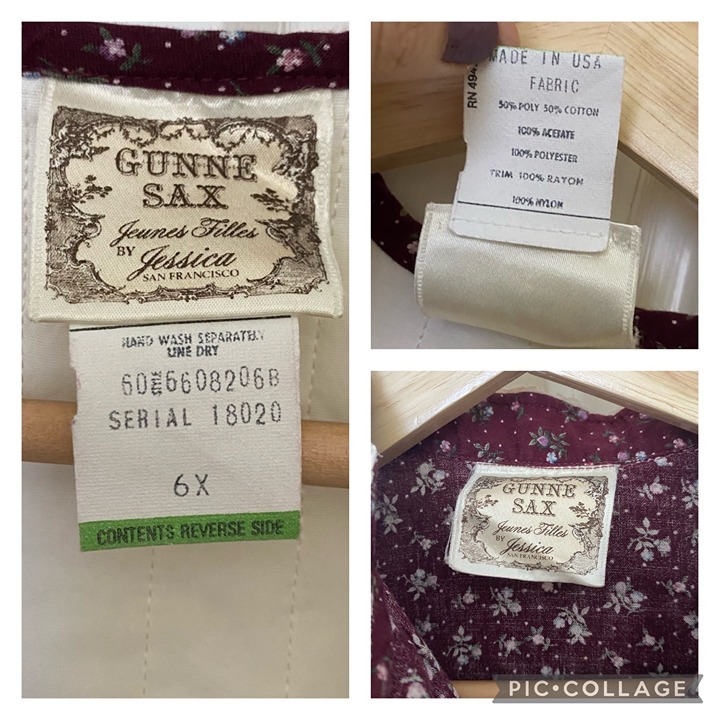 GUNNE
SAX
Jeunes Filles
BY
Jessica
SAN FRANCISCO
HAND WASH SEPARATELY
LINE DRY
SERIAL 18020
6X
CONTENTS REVERSE SIDE
MADE IN USA
FABRIC
50% POLY 50% COTTON
100% ACETATE
100% POLYESTER
TRIM 100% RAYON
100% NYLON
GUNNE
SAX
Jeunes Filles
BY
Jessica
SAN FRANCISCO
PIC•COLLAGE